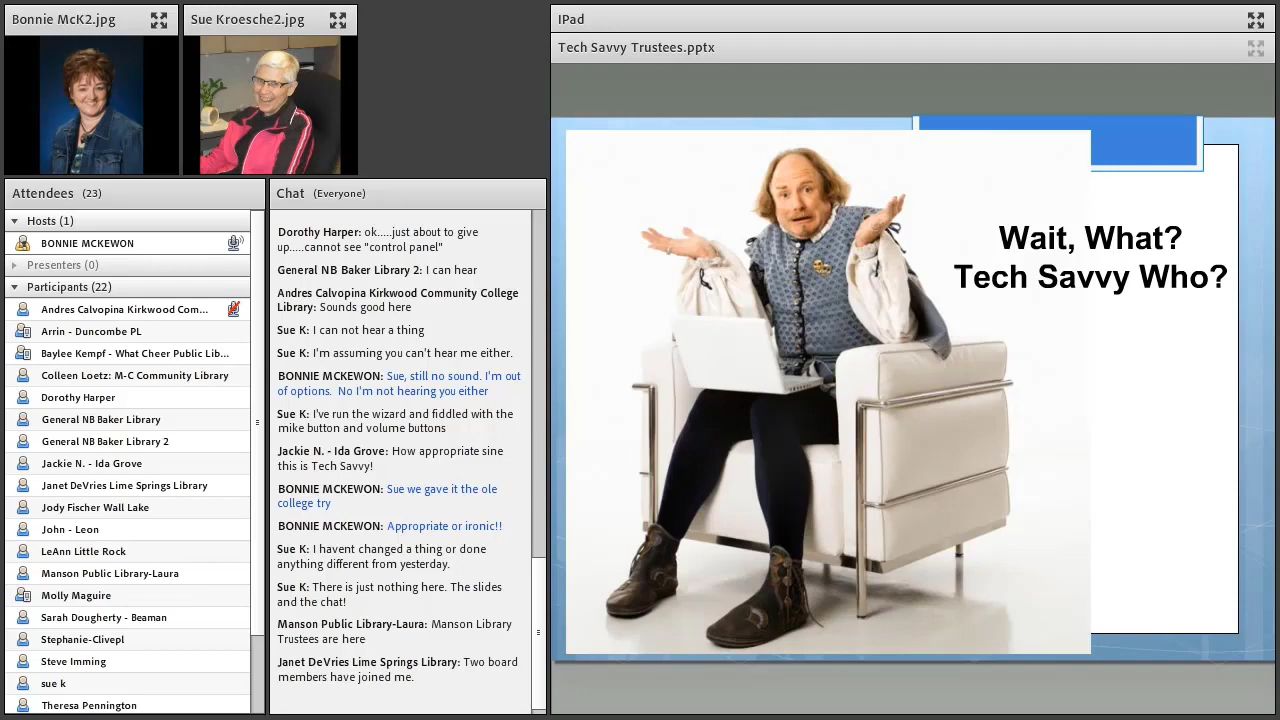 Bonnie McK2.jpg
Sue Kroesche2.jpg
Attendees (23)
Hosts (1)
BONNIE MCKEWON
Presenters (0)
Participants (22)
Andres Calvopina Kirkwood Com...
Arrin - Duncombe PL
Baylee Kempf - What Cheer Public Lib...
Colleen Loetz: M-C Community Library
Dorothy Harper
General NB Baker Library
General NB Baker Library 2
Jackie N. - Ida Grove
Janet DeVries Lime Springs Library
Jody Fischer Wall Lake
John - Leon
LeAnn Little Rock
Manson Public Library-Laura
Molly Maguire
Sarah Dougherty - Beaman
Stephanie-Clivepl
Steve Imming
sue k
Theresa Pennington
Chat (Everyone)
Dorothy Harper: ok.....just about to give
up.....cannot see "control panel"
General NB Baker Library 2: I can hear
Andres Calvopina Kirkwood Community College
Library: Sounds good here
Sue K: I can not hear a thing
Sue K: I'm assuming you can't hear me either.
BONNIE MCKEWON: Sue, still no sound. I'm out
of options. No I'm not hearing you either
Sue K: I've run the wizard and fiddled with the
mike button and volume buttons
Jackie N. - Ida Grove: How appropriate sine
this is Tech Savvy!
BONNIE MCKEWON: Sue we gave it the ole
college try
BONNIE MCKEWON: Appropriate or ironic!!
Sue K: I havent changed a thing or done
anything different from yesterday.
Sue K: There is just nothing here. The slides
and the chat!
Manson Public Library-Laura: Manson Library
Trustees are here
Janet DeVries Lime Springs Library: Two board
members have joined me.
IPad
Tech Savvy Trustees.pptx
Wait, What?
Tech Savvy Who?